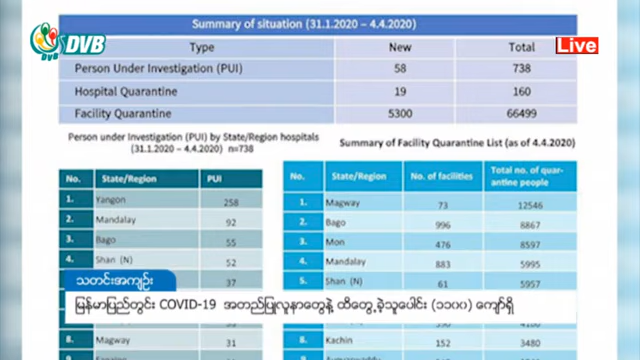 DVB
DVB
Live
Summary of situation (31.1.2020 – 4.4.2020)
Type New Total
Person Under Investigation (PUI) 58 738
Hospital Quarantine 19 160
Facility Quarantine 5300 66499
Person under Investigation (PUI) by State/Region hospitals
(31.1.2020 – 4.4.2020) n=738
No. State/Region PUI
1. Yangon 258
2. Mandalay 92
3. Bago 55
4. Shan (N) 52
37
8. Magway 31
Summary of Facility Quarantine List (as of 4.4.2020)
No. State/Region No. of facilities Total no. of quar-
antine people
1. Magway 73 12546
2. Bago 996 8867
3. Mon 476 8597
4. Mandalay 883 5995
5. Shan (N) 61 5957
8. Kachin 152 3480
သတင်းအကျဉ်း
မြန်မာပြည်တွင်း COVID-19 အတည်ပြုလူနာတွေနဲ့ ထိတွေ့ခဲ့သူပေါင်း (၁၁၀၀) ကျော်ရှိ